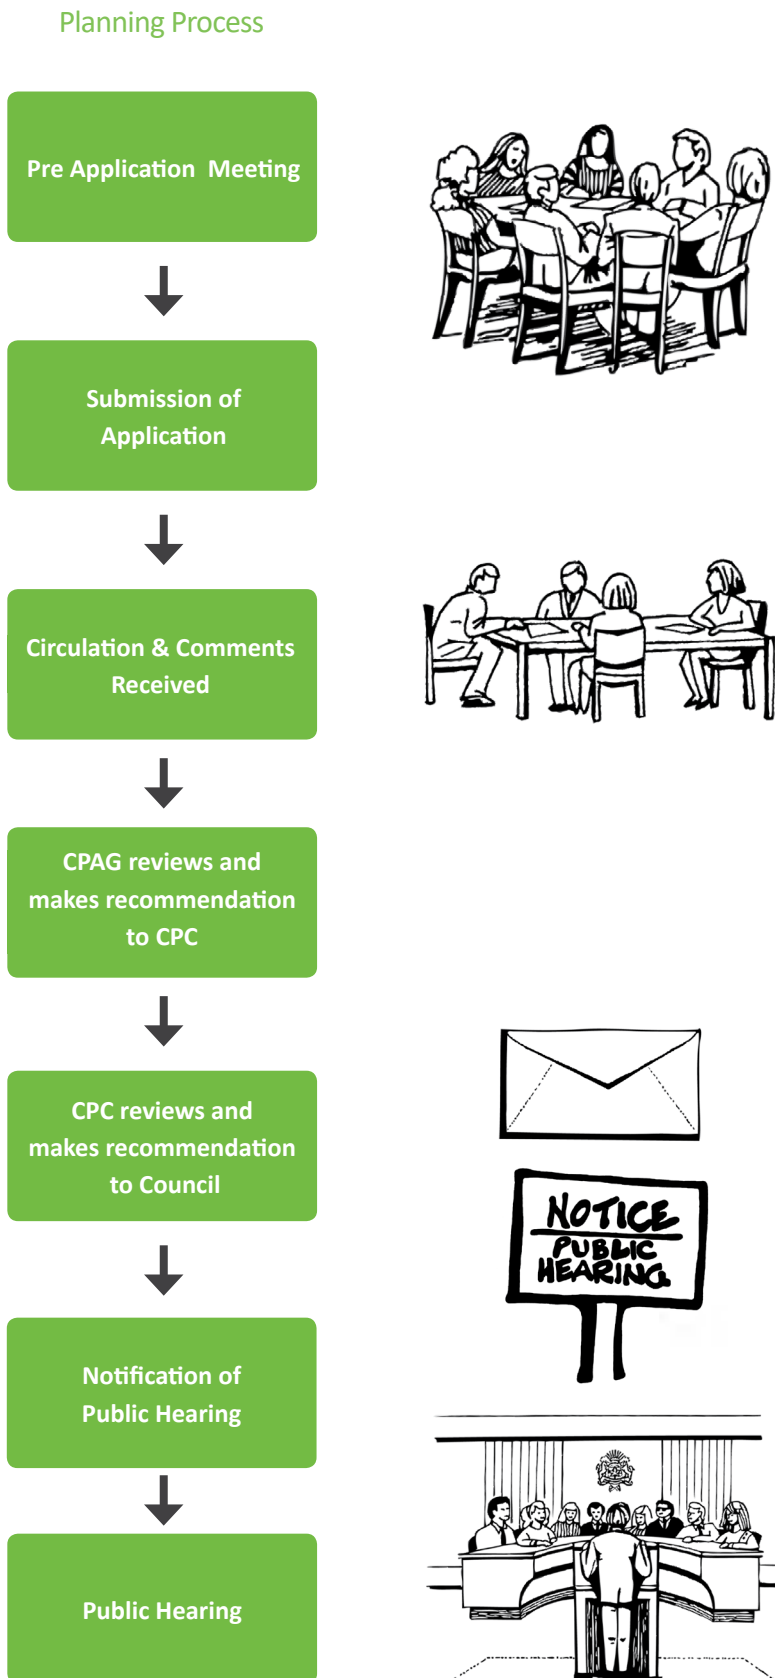 Planning Process
Pre Application Meeting
Submission of
Application
Circulation & Comments
Received
CPAG reviews and
makes recommendation
to CPC
CPC reviews and
makes recommendation
to Council
NOTICE
PUBLIC
HEARING
Notification of
Public Hearing
Public Hearing